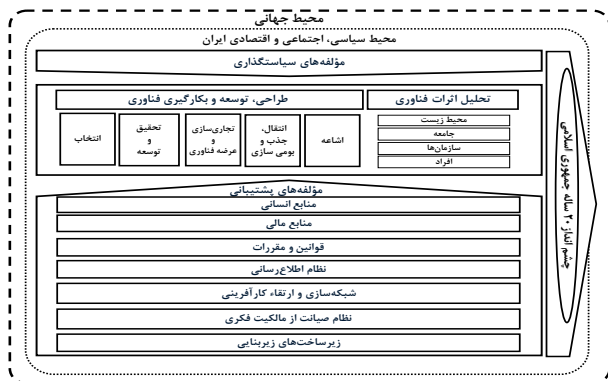 محیط جهانی
محیط سیاسی، اجتماعی و اقتصادی ایران
مؤلفه‌های سیاستگذاری
تحلیل اثرات فناوری
محیط زیست
جامعه
سازمان‌ها
افراد
طراحی، توسعه و بکارگیری فناوری
اشاعه
انتقال،
جذب و
بومی سازی
تجاری‌سازی
و
عرضه فناوری
تحقیق
و
توسعه
انتخاب
مؤلفه‌های پشتیبانی
منابع انسانی
منابع مالی
قوانین و مقررات
نظام اطلاع‌رسانی
شبکه‌سازی و ارتقاء کارآفرینی
نظام صیانت از مالکیت فکری
زیرساخت‌های زیربنایی
چشم انداز ۲۰ ساله جمهوری اسلامی